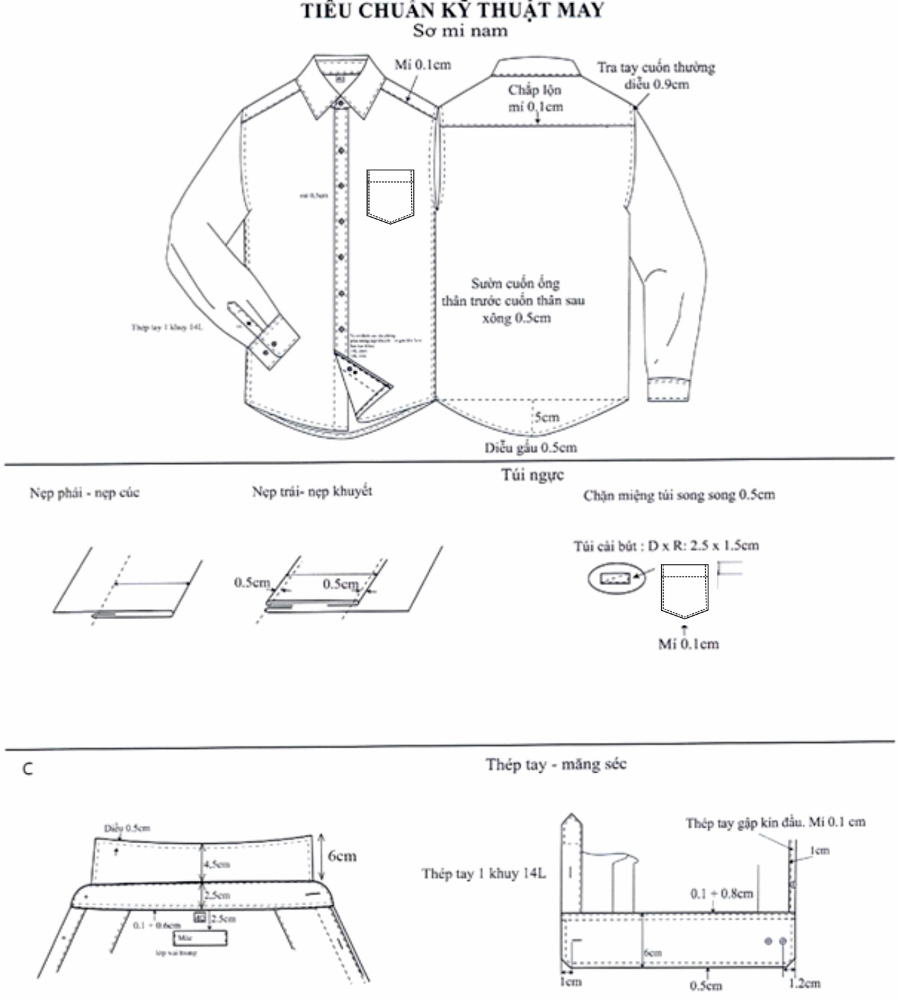 TIÊU CHUẨN KỸ THUẬT MAY
Sơ mi nam
Mí 0.1cm
Tra tay cuốn thường
diễu 0.9cm
Chắp lộn
mí 0.1cm
Sườn cuốn ống
thân trước cuốn thân sau
xông 0.5cm
Thép tay 1 khuy 14L
5cm
Diễu gấu 0.5cm
Túi ngực
Nẹp phải - nẹp cúc
Nẹp trái- nẹp khuyết
Chặn miệng túi song song 0.5cm
Túi cài bút : D x R: 2.5 x 1.5cm
0.5cm
0.5cm
Mí 0.1cm
C
Thép tay - măng séc
Diễu 0.5cm
6cm
4,5cm
2,5cm
0.1 + 0.6cm
2.5cm
Mác
lớp vai trong
Thép tay gập kín đầu. Mí 0.1 cm
1cm
Thép tay 1 khuy 14L
0.1 + 0.8cm
6cm
1cm
0.5cm
1.2cm